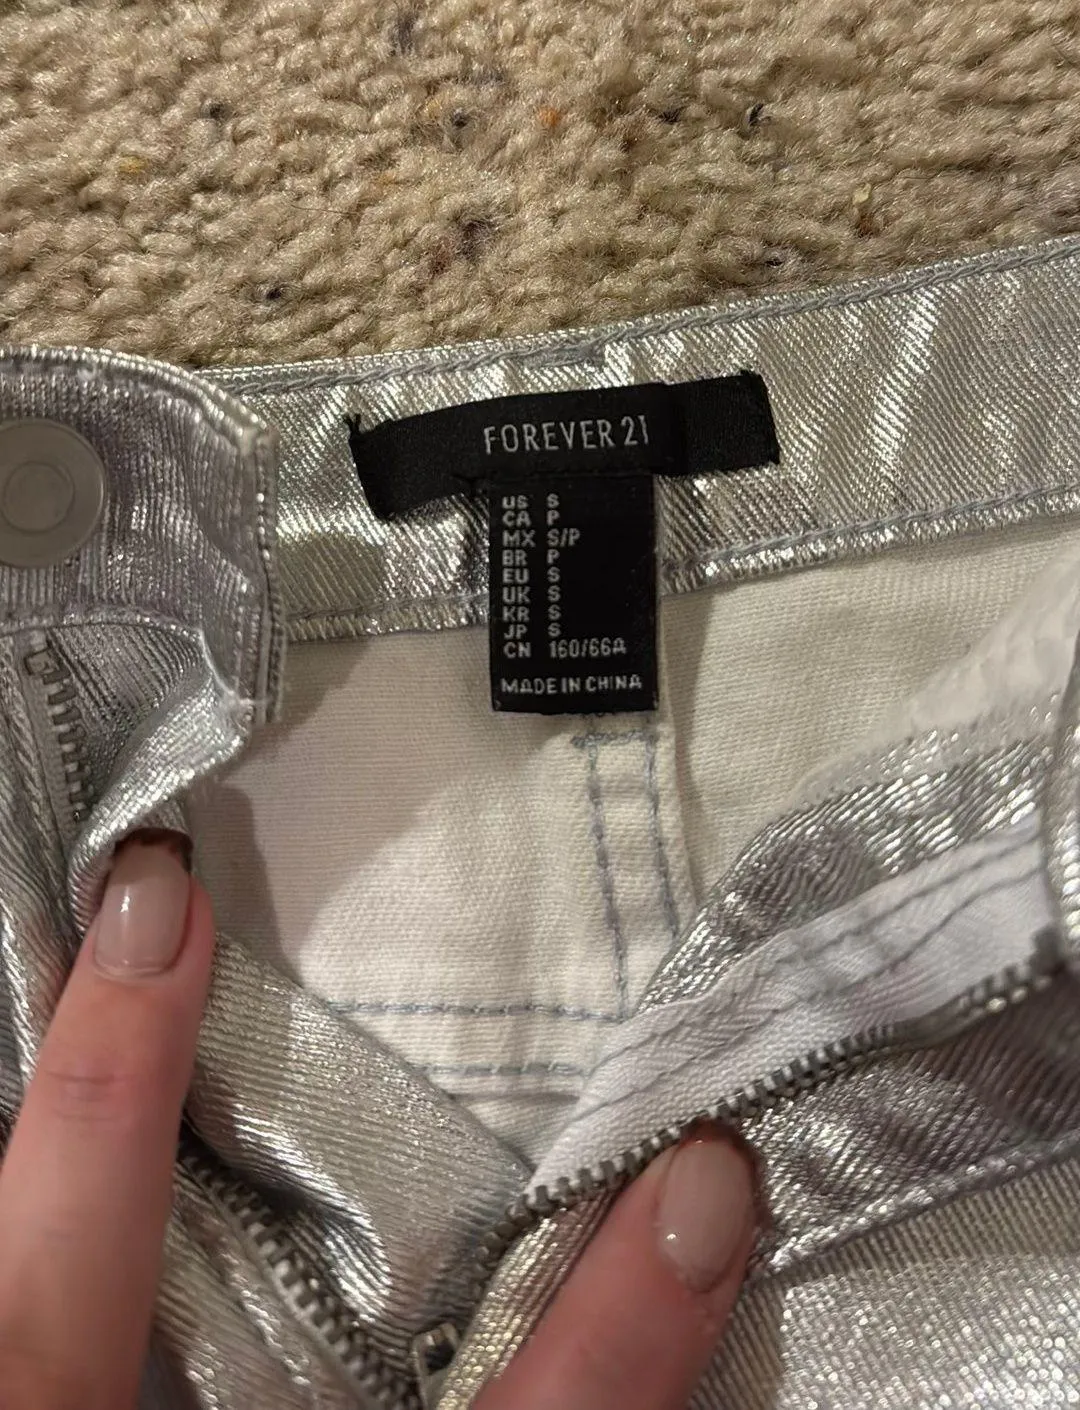 FOREVER 21
US S
CA P
MX S/P
BR P
EU S
UK S
KR S
JP S
CN 160/66A
MADE IN CHINA